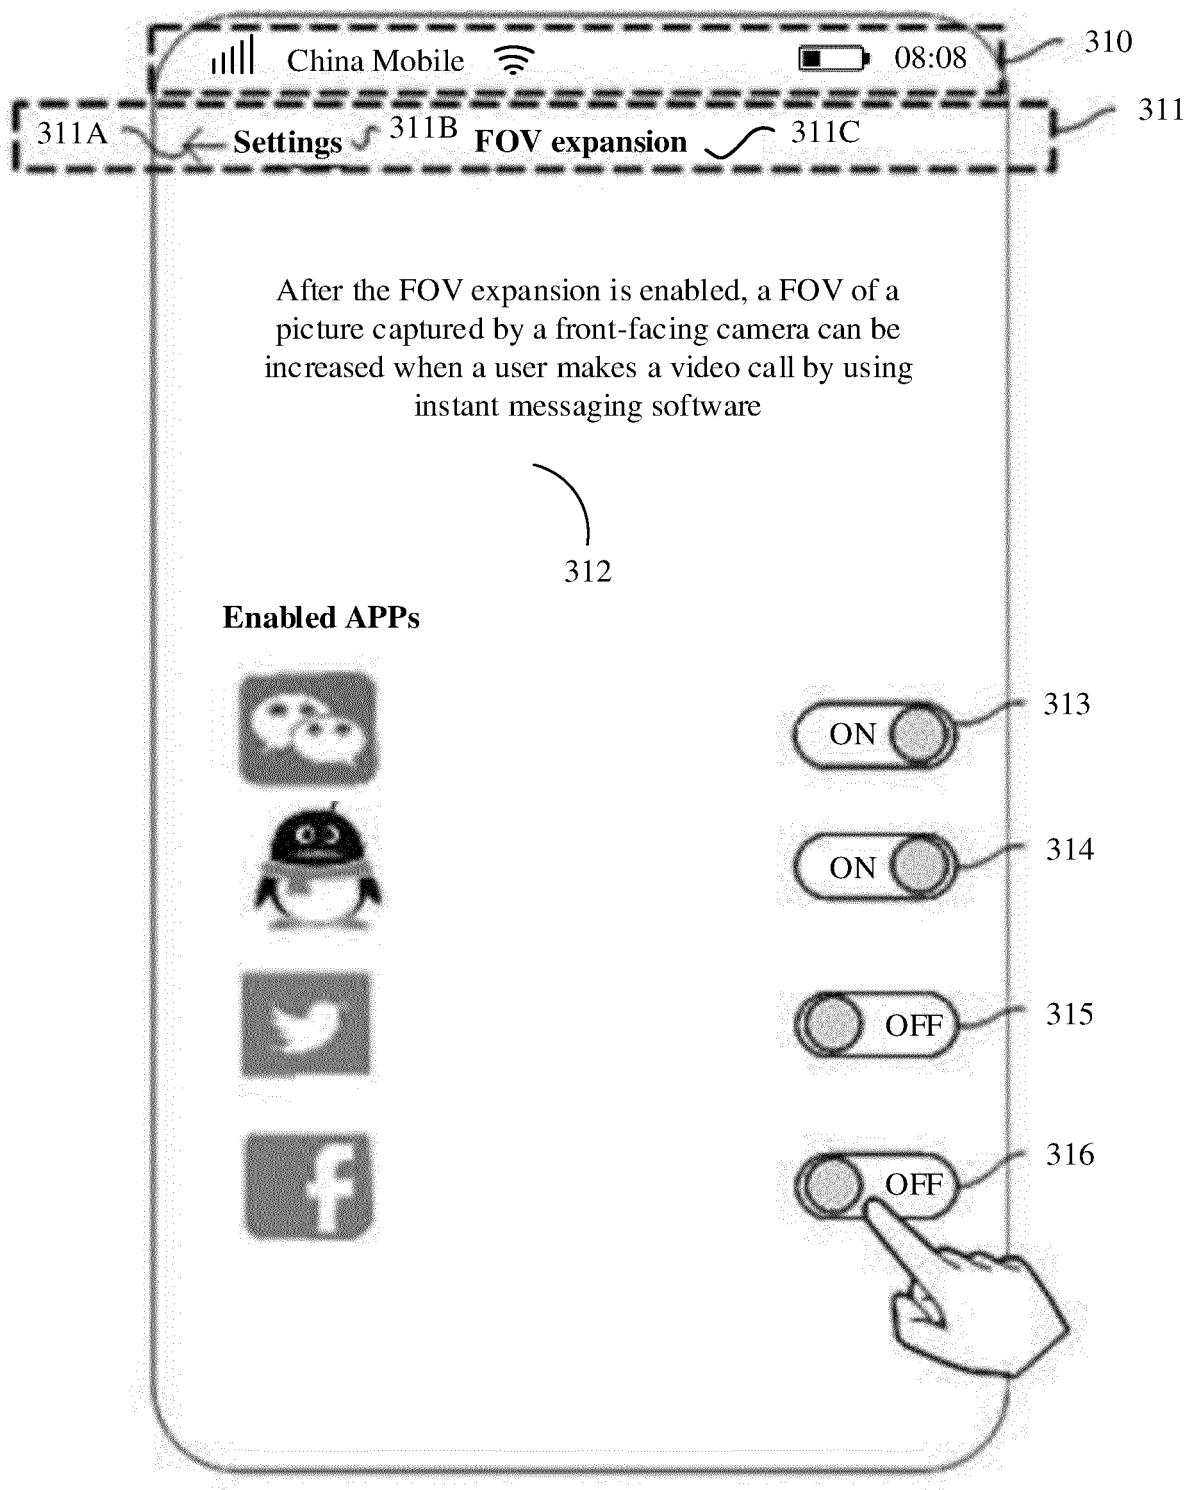 China Mobile 08:08 310
311A Settings 311B FOV expansion 311C 311
After the FOV expansion is enabled, a FOV of a
picture captured by a front-facing camera can be
increased when a user makes a video call by using
instant messaging software
312
Enabled APPs
ON 313
ON 314
OFF 315
f OFF 316